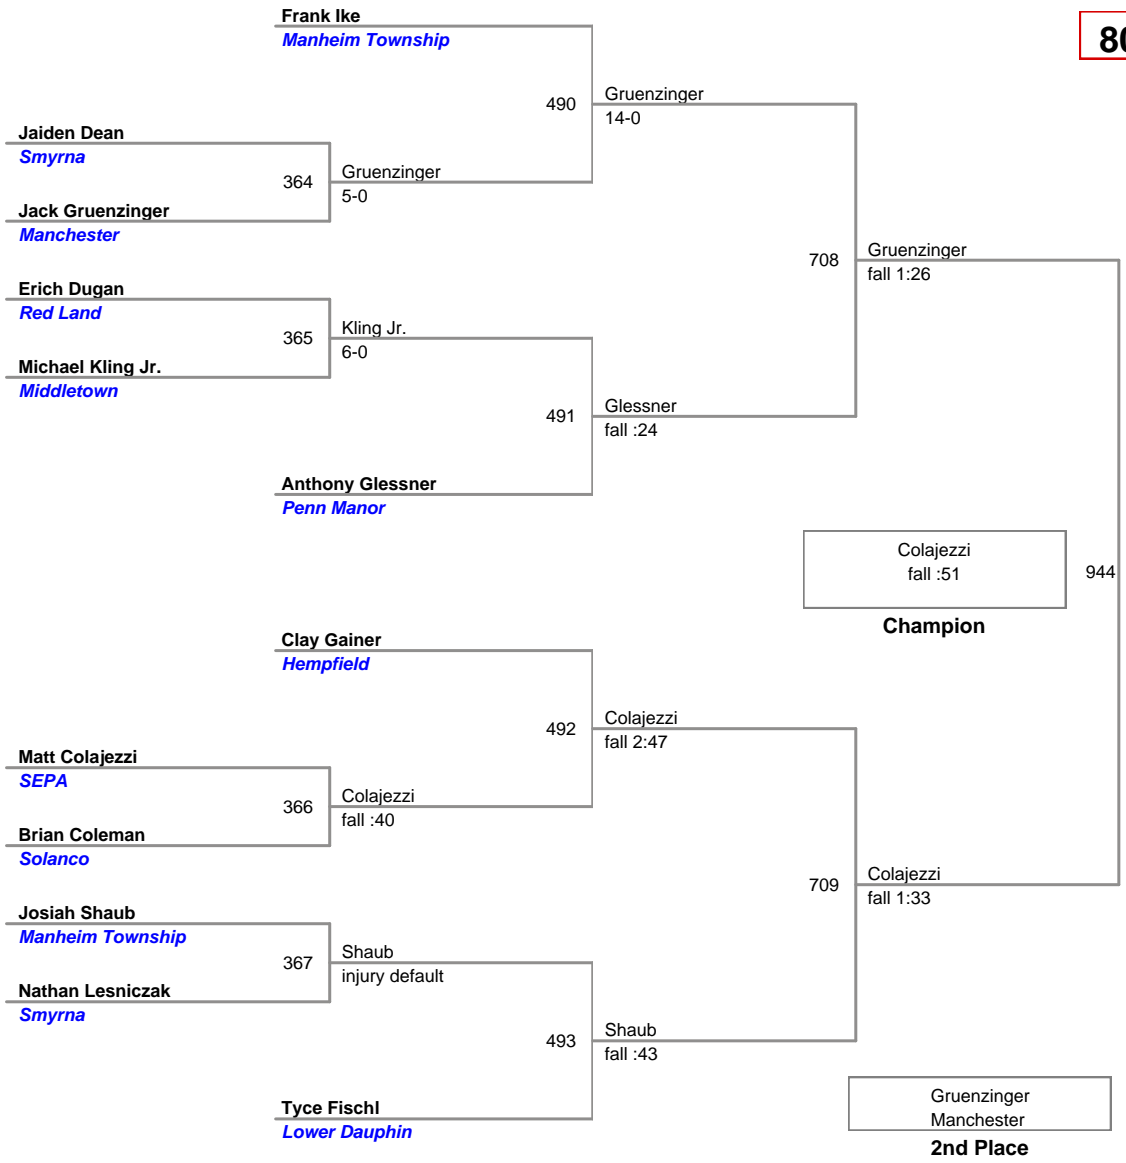 Frank Ike
Manheim Township
80
490
Gruenzinger
14-0
Jaiden Dean
Smyrna
364
Gruenzinger
5-0
Jack Gruenzinger
Manchester
708
Gruenzinger
fall 1:26
Erich Dugan
Red Land
365
Kling Jr.
6-0
Michael Kling Jr.
Middletown
491
Glessner
fall :24
Anthony Glessner
Penn Manor
Colajezzi
fall :51
944
Champion
Clay Gainer
Hempfield
492
Colajezzi
fall 2:47
Matt Colajezzi
SEPA
366
Colajezzi
fall :40
Brian Coleman
Solanco
709
Colajezzi
fall 1:33
Josiah Shaub
Manheim Township
367
Shaub
injury default
Nathan Lesniczak
Smyrna
493
Shaub
fall :43
Tyce Fischl
Lower Dauphin
Gruenzinger
Manchester
2nd Place